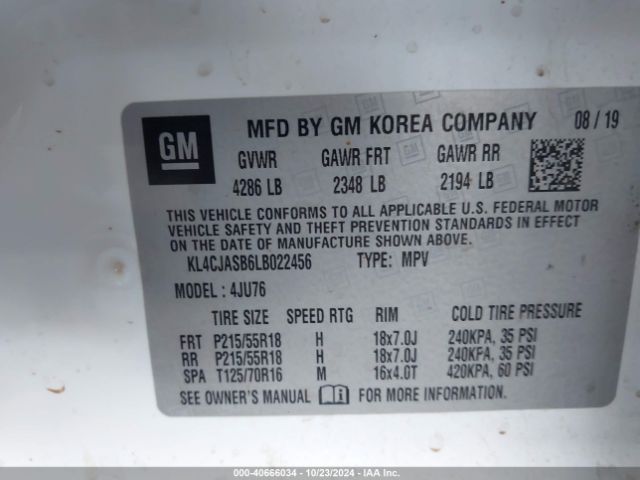 GM
MFD BY GM KOREA COMPANY 08/19
GVWR GAWR FRT GAWR RR
4286 LB 2348 LB 2194 LB
THIS VEHICLE CONFORMS TO ALL APPLICABLE U.S. FEDERAL MOTOR
VEHICLE SAFETY AND THEFT PREVENTION STANDARDS IN EFFECT
ON THE DATE OF MANUFACTURE SHOWN ABOVE.
KL4CJASB6LB022456 TYPE: MPV
MODEL: 4JU76
TIRE SIZE SPEED RTG RIM COLD TIRE PRESSURE
FRT P215/55R18 H 18x7.0J 240KPA, 35 PSI
RR P215/55R18 H 18x7.0J 240KPA, 35 PSI
SPA T125/70R16 M 16x4.0T 420KPA, 60 PSI
SEE OWNER'S MANUAL FOR MORE INFORMATION.
000-40666034 - 10/23/2024 - IAA Inc.